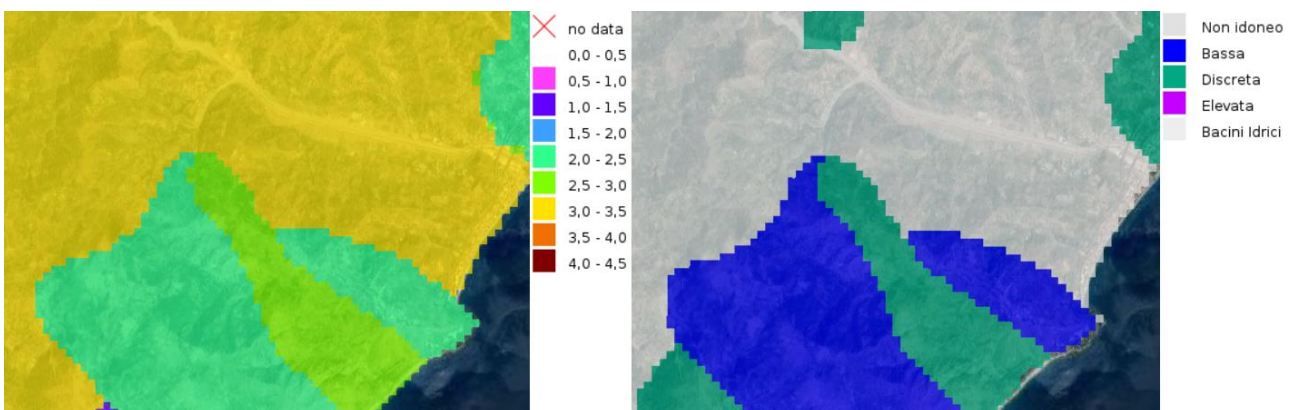 no data
0,0 - 0,5
0,5 - 1,0
1,0 - 1,5
1,5 - 2,0
2,0 - 2,5
2,5 - 3,0
3,0 - 3,5
3,5 - 4,0
4,0 - 4,5
Non idoneo
Bassa
Discreta
Elevata
Bacini Idrici